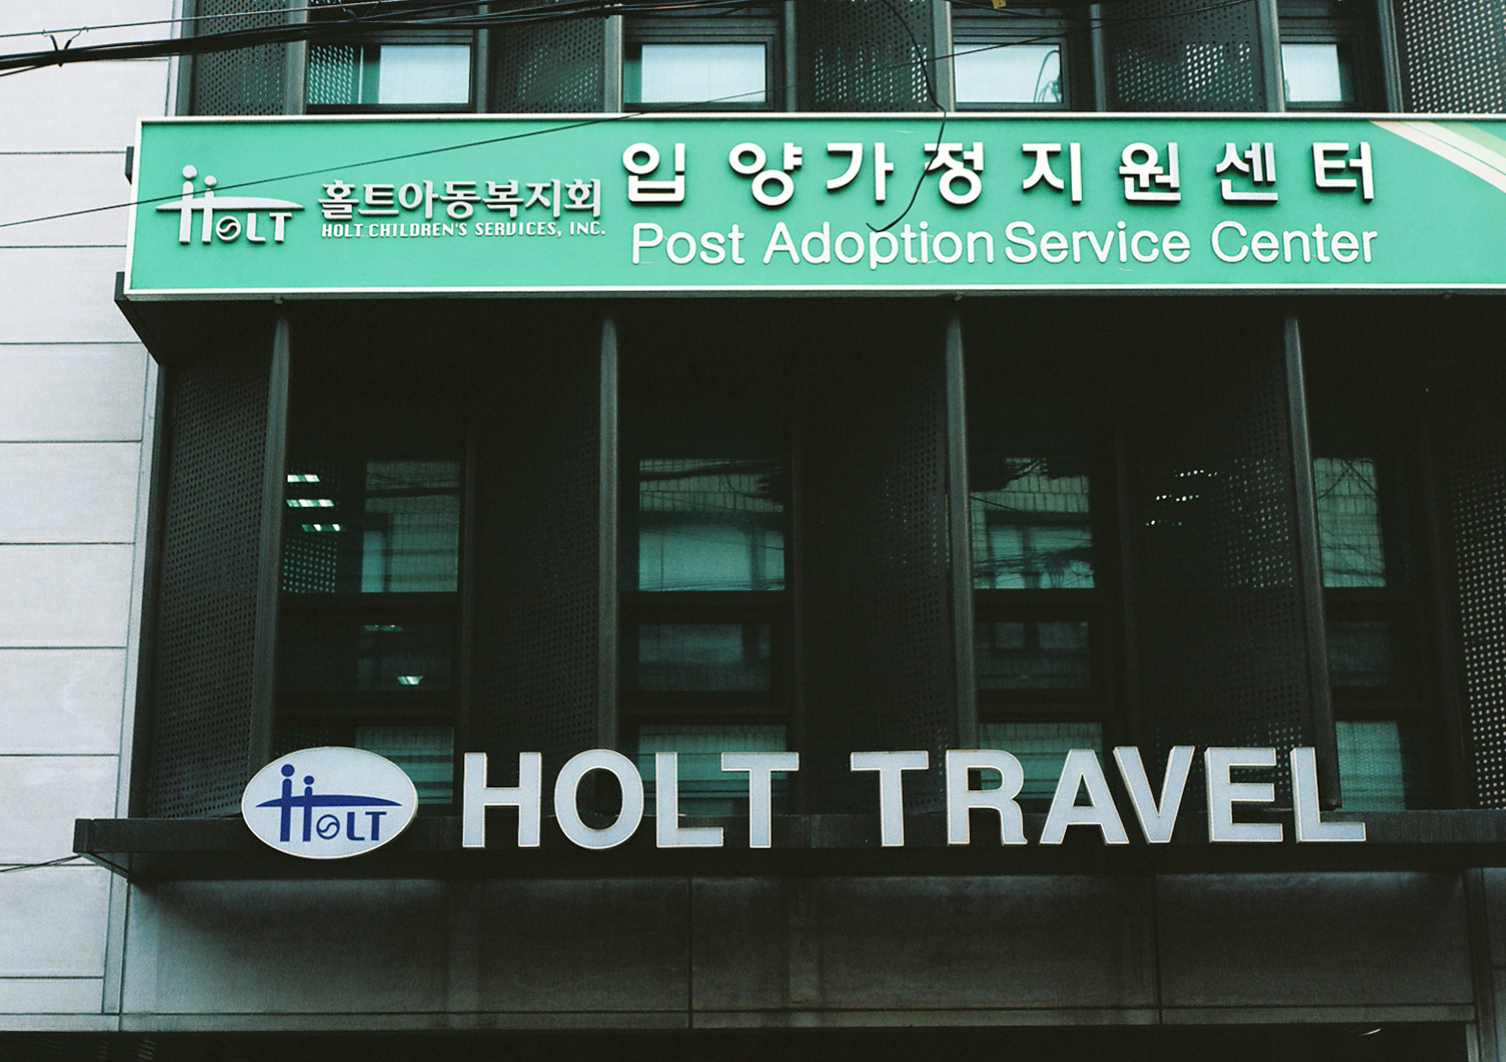 HOLT 홀트아동복지회
HOLT CHILDREN'S SERVICES, INC.
입양가정지원센터
Post Adoption Service Center
HOLT HOLT TRAVEL